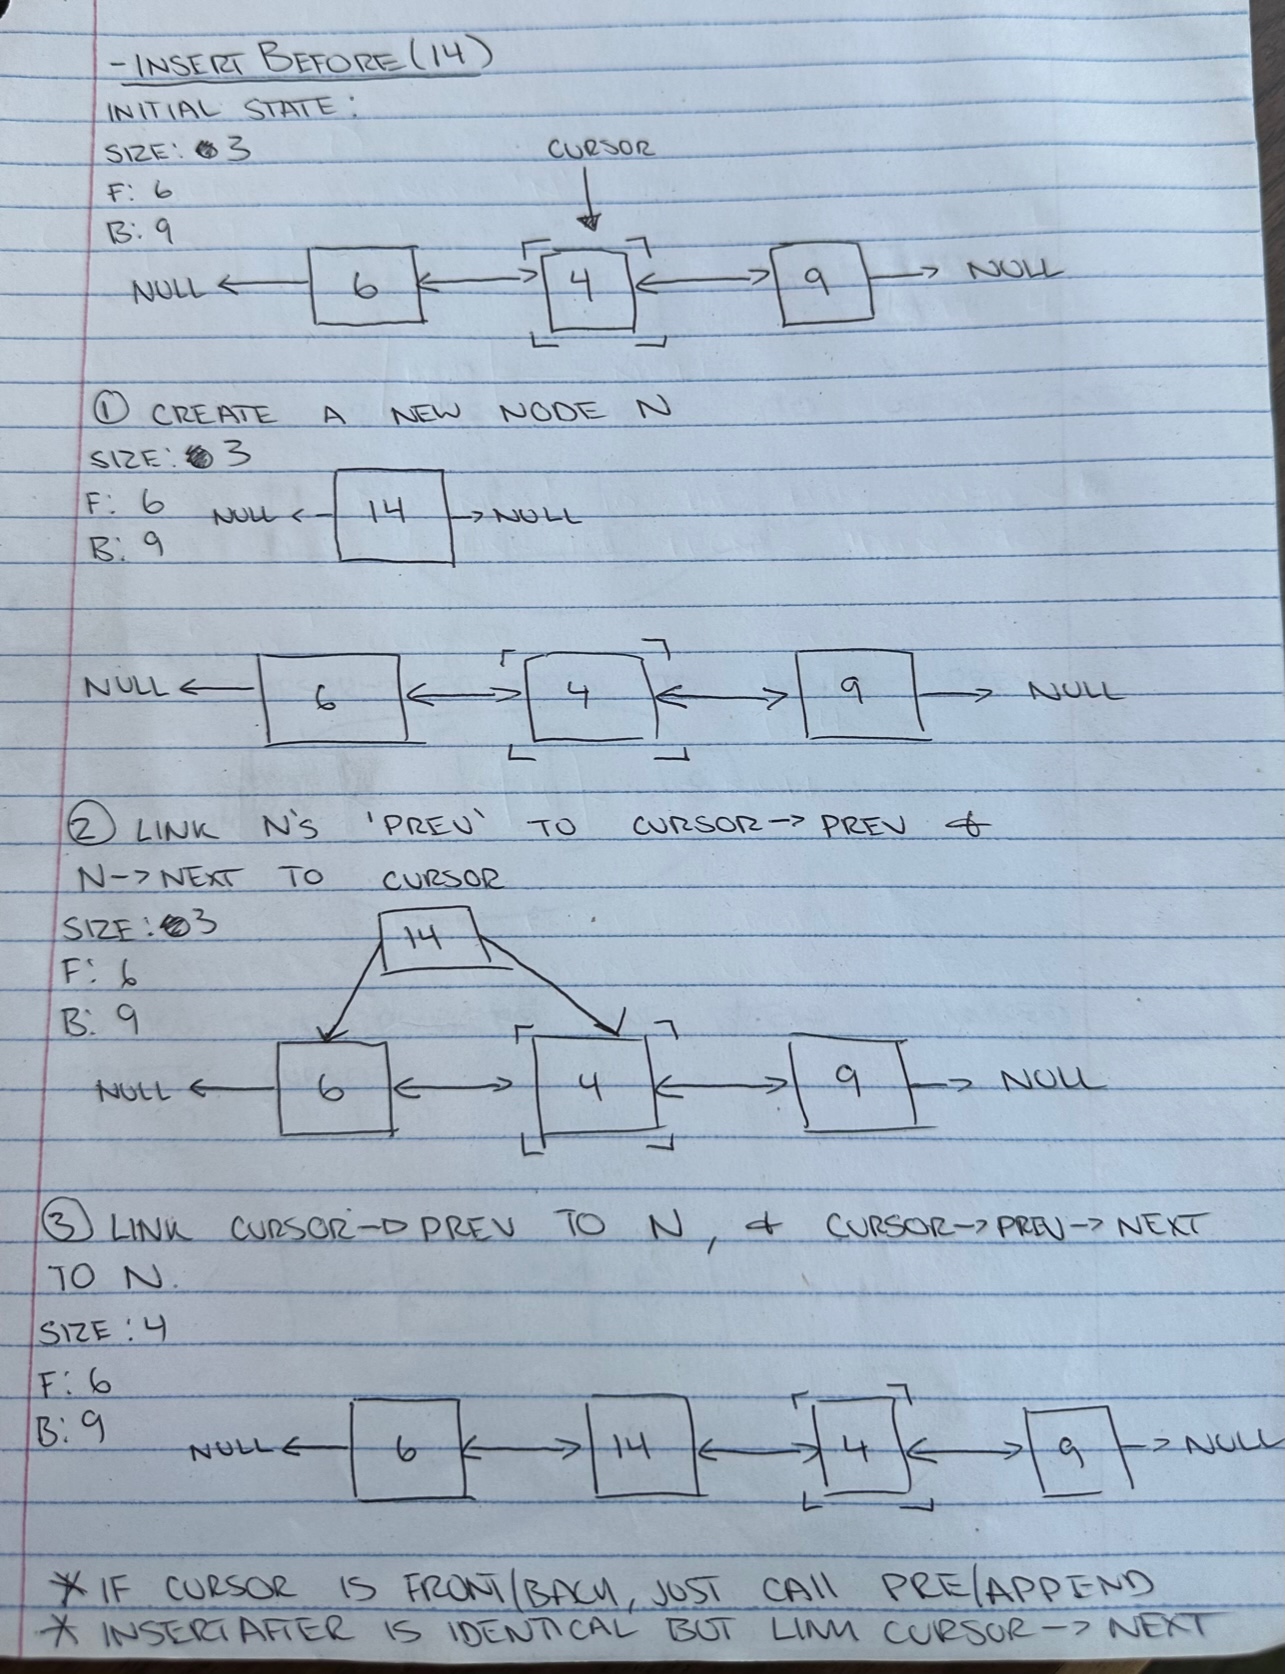 - INSERT BEFORE (14)
INITIAL STATE:
SIZE: 3
CURSOR
F: 6
B: 9
NULL ← 6 ↔ 4 ↔ 9 → NULL
① CREATE A NEW NODE N
SIZE: 3
F: 6
NULL ← 14 → NULL
B: 9
NULL ← 6 ↔ 4 ↔ 9 → NULL
② LINK N'S 'PREV' TO CURSOR → PREV &
N → NEXT TO CURSOR
SIZE: 3
14
F: 6
B: 9
NULL ← 6 ↔ 4 ↔ 9 → NULL
③ LINK CURSOR → PREV TO N, & CURSOR → PREV → NEXT
TO N.
SIZE: 4
F: 6
B: 9
NULL ← 6 ↔ 14 ↔ 4 ↔ 9 → NULL
* IF CURSOR IS FRONT/BACK, JUST CALL PRE/APPEND
* INSERTAFTER IS IDENTICAL BUT LINK CURSOR → NEXT